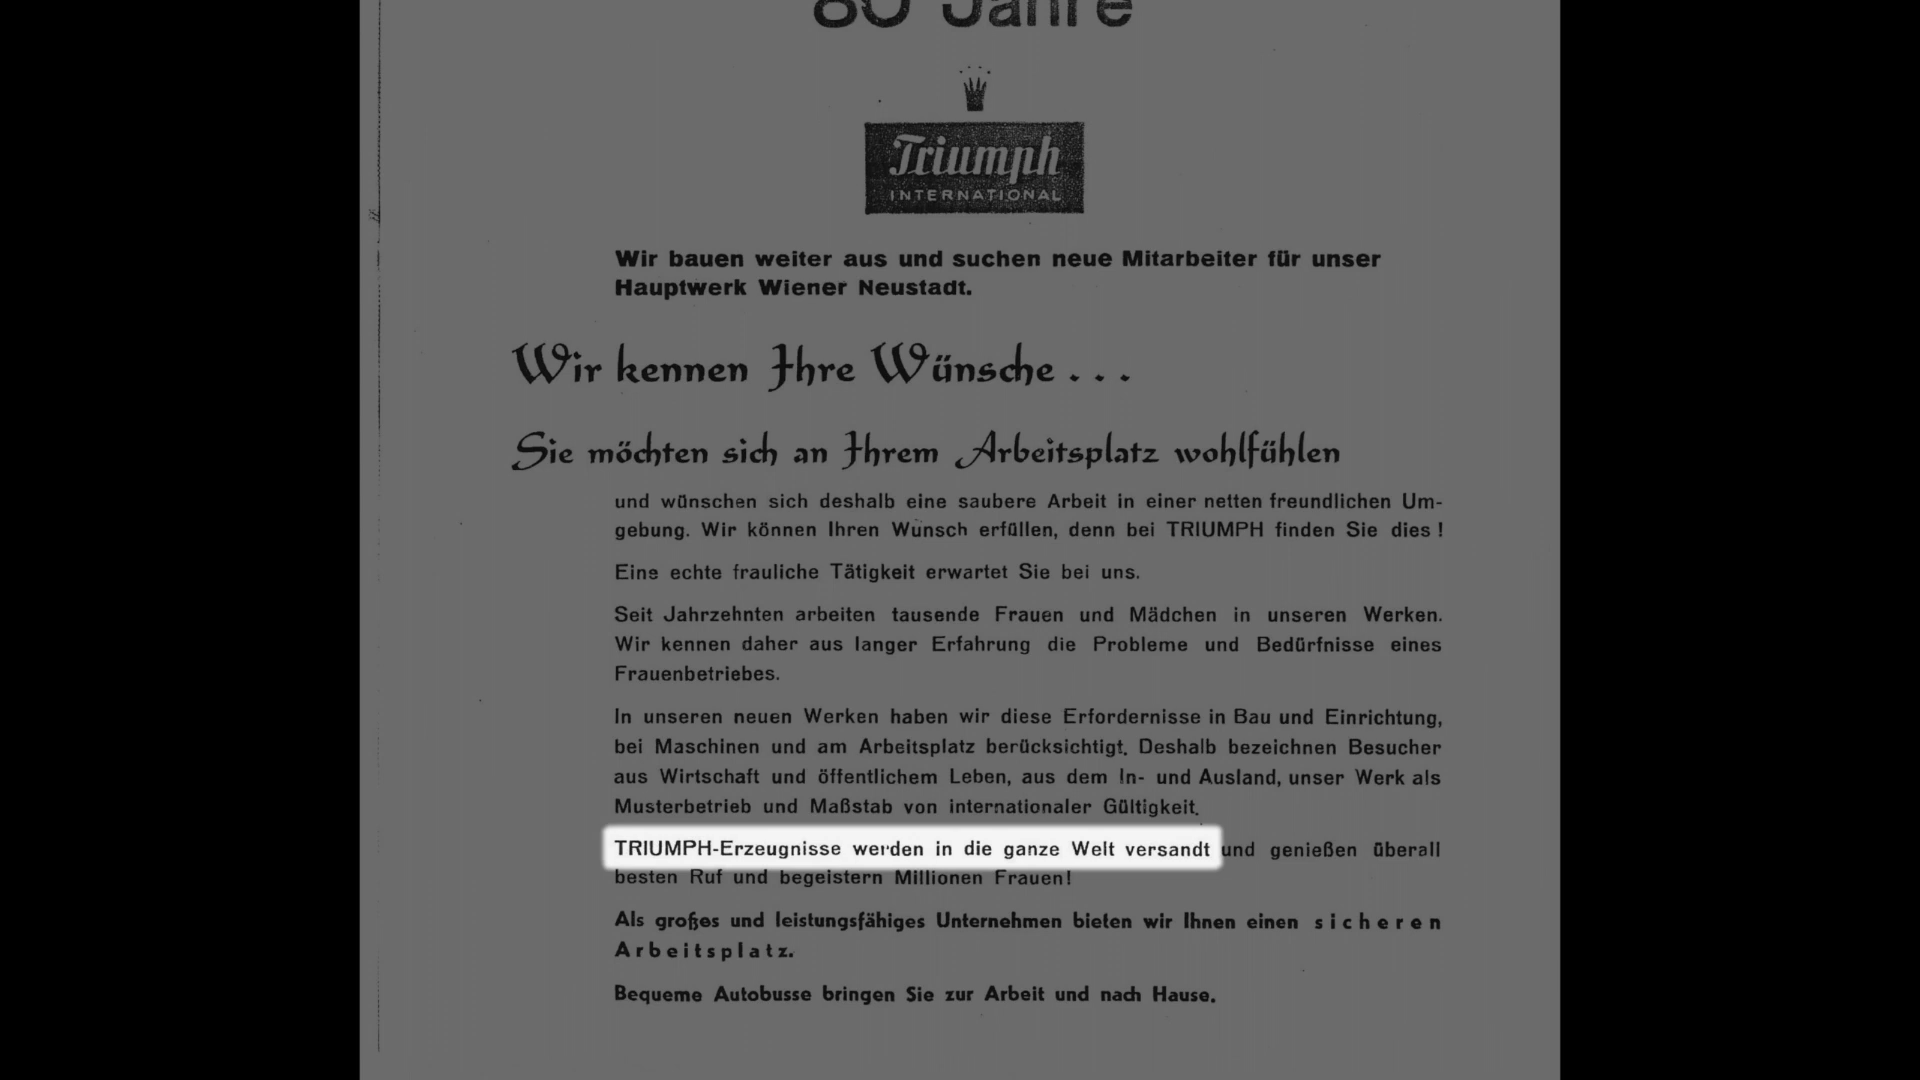 80 Jahre
Triumph
INTERNATIONAL
Wir bauen weiter aus und suchen neue Mitarbeiter für unser
Hauptwerk Wiener Neustadt.
Wir kennen Ihre Wünsche . . .
Sie möchten sich an Ihrem Arbeitsplatz wohlfühlen
und wünschen sich deshalb eine saubere Arbeit in einer netten freundlichen Um-
gebung. Wir können Ihren Wunsch erfüllen, denn bei TRIUMPH finden Sie dies !
Eine echte frauliche Tätigkeit erwartet Sie bei uns.
Seit Jahrzehnten arbeiten tausende Frauen und Mädchen in unseren Werken.
Wir kennen daher aus langer Erfahrung die Probleme und Bedürfnisse eines
Frauenbetriebes.
In unseren neuen Werken haben wir diese Erfordernisse in Bau und Einrichtung,
bei Maschinen und am Arbeitsplatz berücksichtigt. Deshalb bezeichnen Besucher
aus Wirtschaft und öffentlichem Leben, aus dem In- und Ausland, unser Werk als
Musterbetrieb und Maßstab von internationaler Gültigkeit.
TRIUMPH-Erzeugnisse werden in die ganze Welt versandt und genießen überall
besten Ruf und begeistern Millionen Frauen!
Als großes und leistungsfähiges Unternehmen bieten wir Ihnen einen sicheren
Arbeitsplatz.
Bequeme Autobusse bringen Sie zur Arbeit und nach Hause.